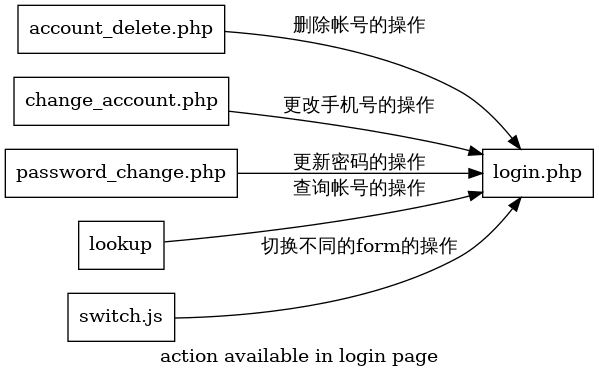 account_delete.php
删除帐号的操作
change_account.php
更改手机号的操作
password_change.php
更新密码的操作
login.php
查询帐号的操作
lookup
切换不同的form的操作
switch.js
action available in login page